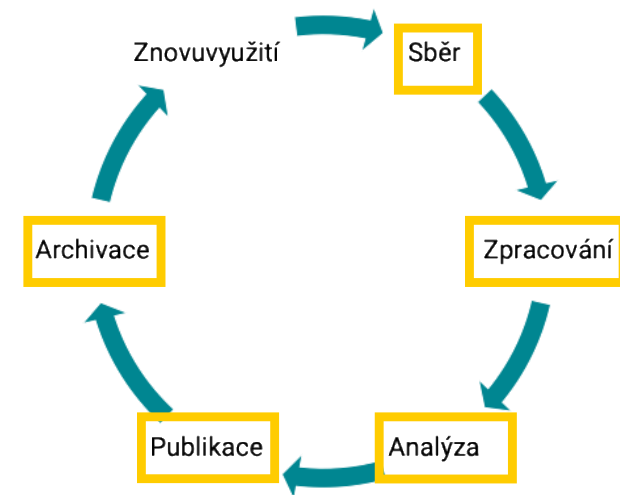 Znovuvyužití
Sběr
Zpracování
Analýza
Publikace
Archivace